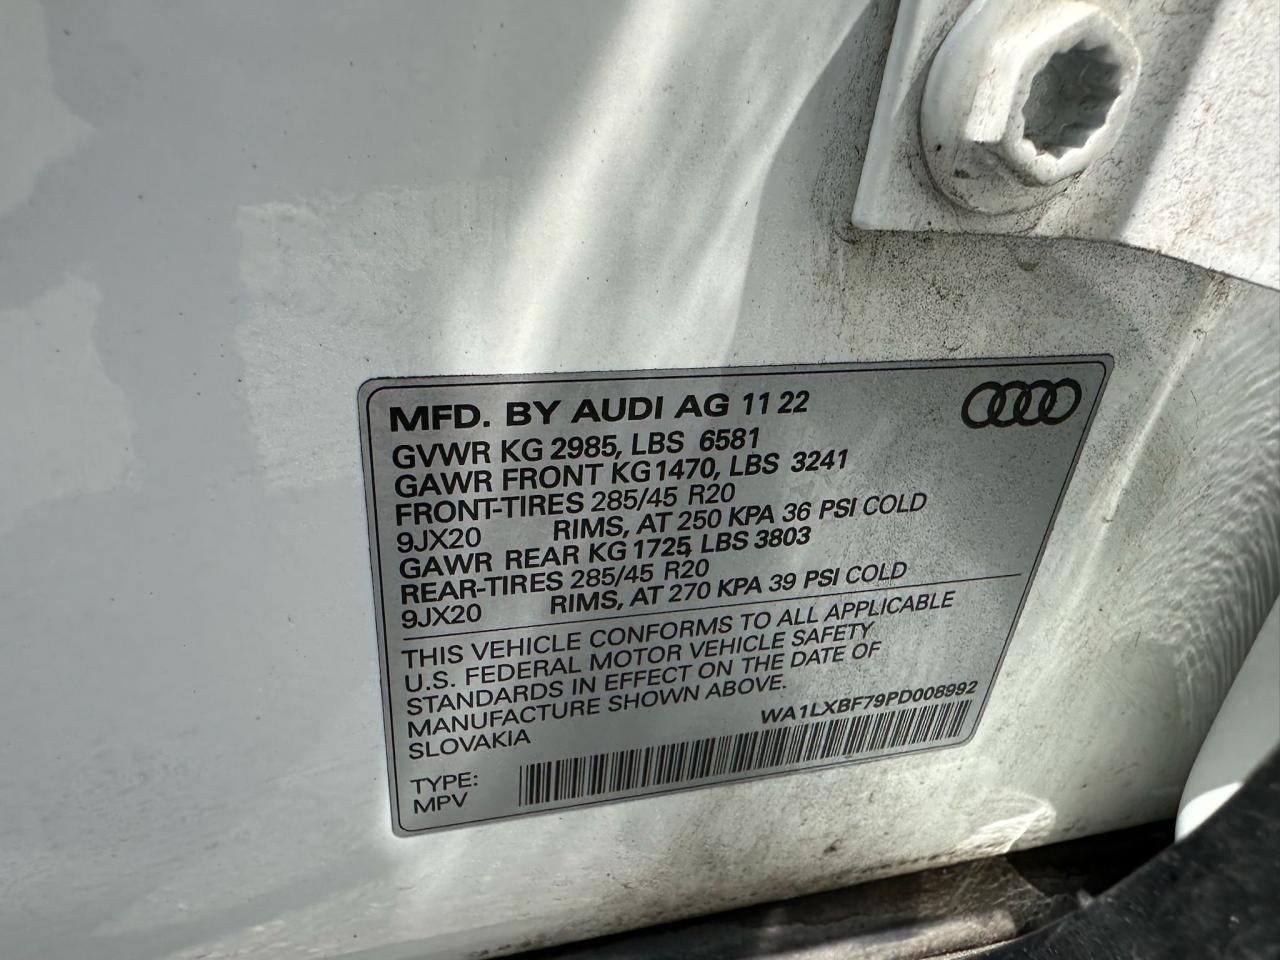 MFD. BY AUDI AG 11 22
GVWR KG 2985, LBS 6581
GAWR FRONT KG 1470, LBS 3241
FRONT-TIRES 285/45 R20
9JX20 RIMS, AT 250 KPA 36 PSI COLD
GAWR REAR KG 1725, LBS 3803
REAR-TIRES 285/45 R20
9JX20 RIMS, AT 270 KPA 39 PSI COLD
THIS VEHICLE CONFORMS TO ALL APPLICABLE
U.S. FEDERAL MOTOR VEHICLE SAFETY
STANDARDS IN EFFECT ON THE DATE OF
MANUFACTURE SHOWN ABOVE.
SLOVAKIA
WA1LXBF79PD008992
TYPE:
MPV